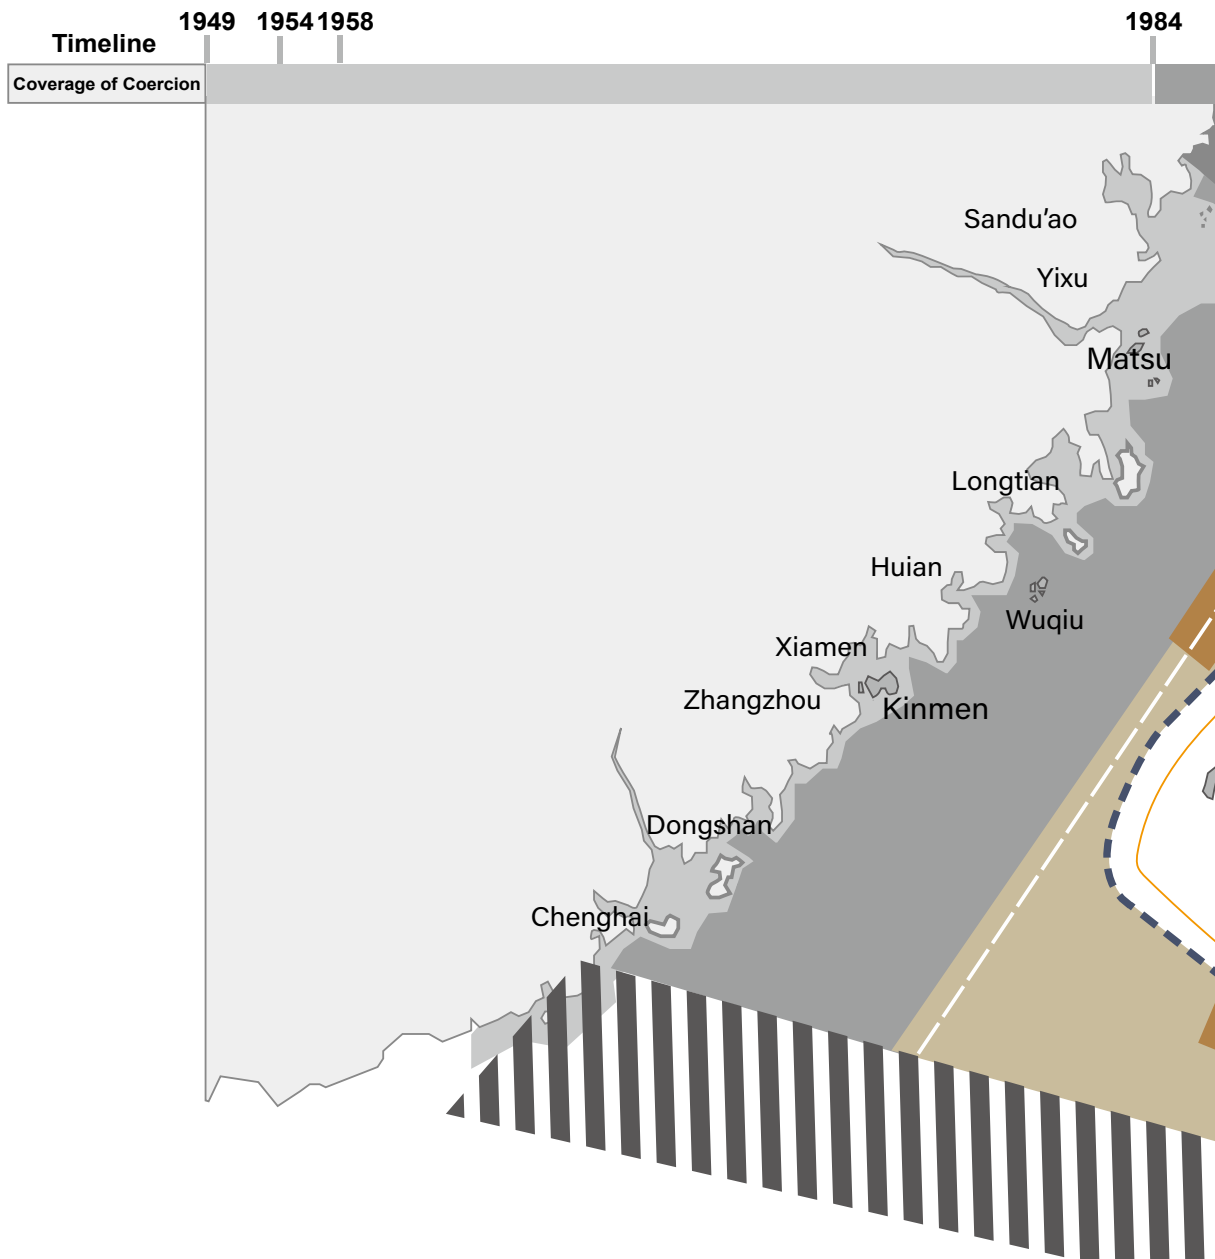 1949 1954 1958 1984
Timeline
Coverage of Coercion
Sandu'ao
Yixu
Matsu
Longtian
Huian
Wuqiu
Xiamen
Zhangzhou
Kinmen
Dongshan
Chenghai